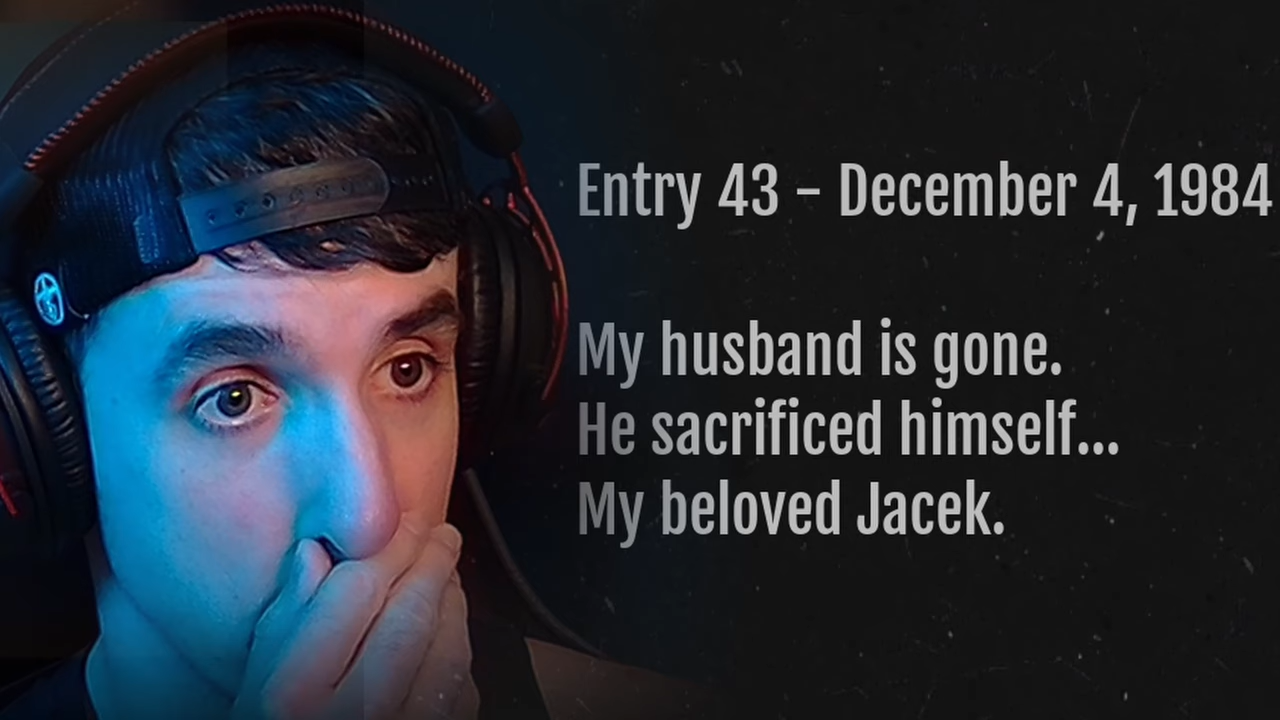 Entry 43 - December 4, 1984
My husband is gone.
He sacrificed himself...
My beloved Jacek.